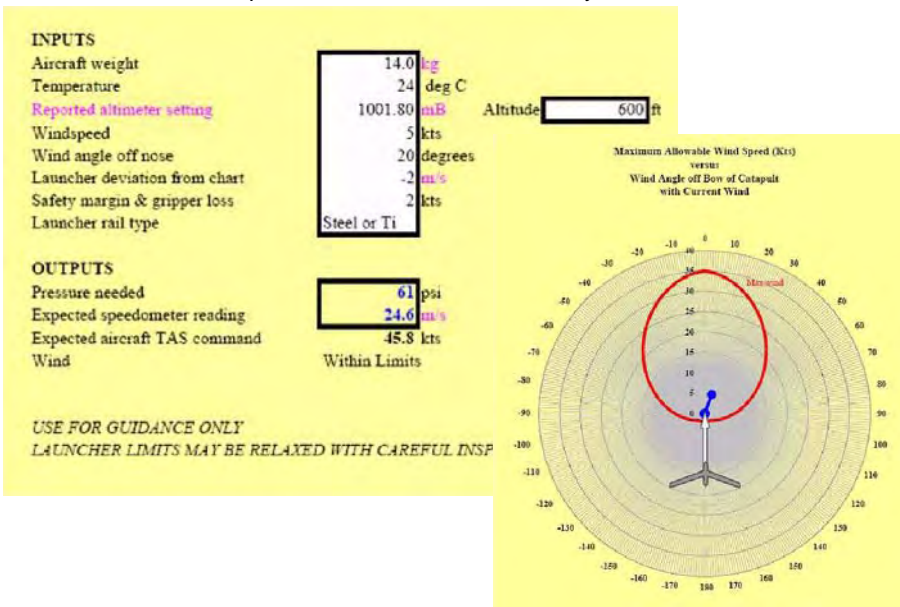 INPUTS
Aircraft weight 14.0 kg
Temperature 24 deg C
Reported altimeter setting 1001.80 mB Altitude 600 ft
Windspeed 5 kts
Wind angle off nose 20 degrees
Launcher deviation from chart -2 m/s
Safety margin & gripper loss 2 kts
Launcher rail type Steel or Ti
OUTPUTS
Pressure needed 61 psi
Expected speedometer reading 24.6 m/s
Expected aircraft TAS command 45.8 kts
Wind Within Limits
USE FOR GUIDANCE ONLY
LAUNCHER LIMITS MAY BE RELAXED WITH CAREFUL INSP
Maximum Allowable Wind Speed (Kts)
versus
Wind Angle off Bow of Catapult
with Current Wind
0
-10 10
-20 20
-30 30
-40 40
-50 50
-60 60
-70 70
-80 80
-90 90
-100 100
-110 110
-120 120
-130 130
-140 140
-150 150
-160 160
-170 180 170
40
35
30
25
20
15
10
5
0
Max wind